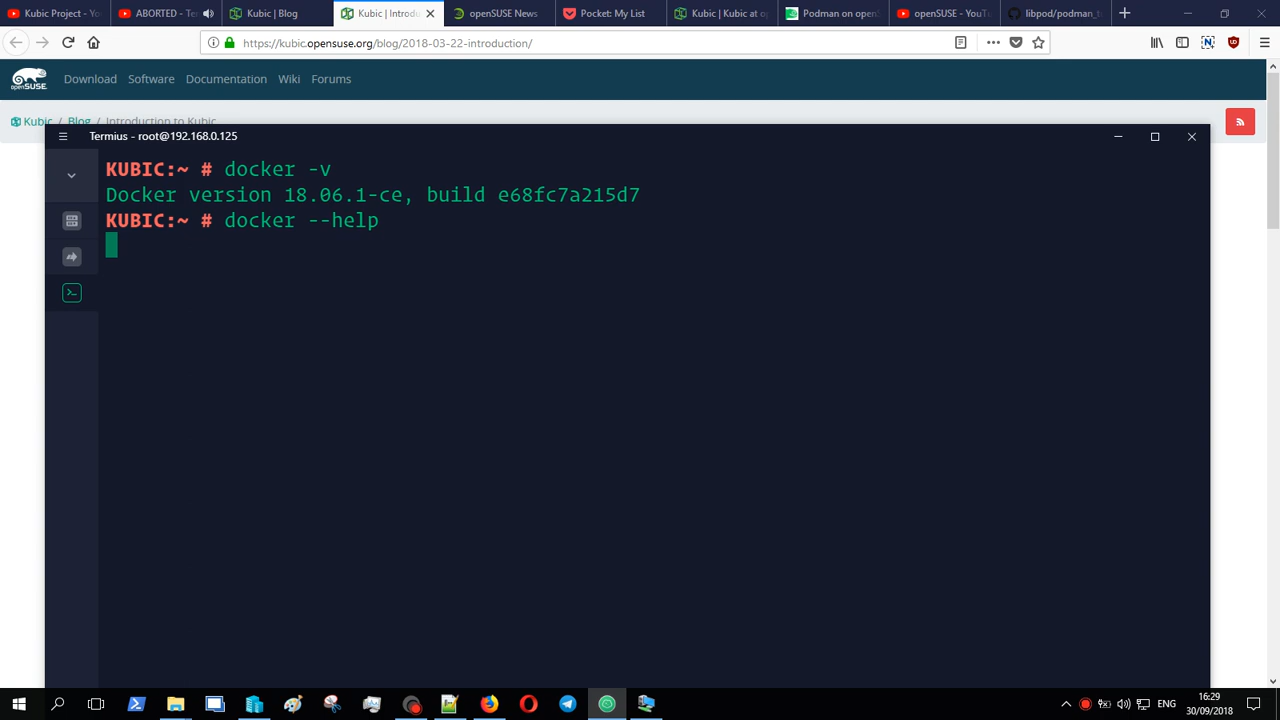 Kubic Project - Yo
ABORTED - Te
Kubic | Blog
Kubic | Introdu
openSUSE News
Pocket: My List
Kubic | Kubic at op
Podman on open
openSUSE - YouTu
libpod/podman_t
https://kubic.opensuse.org/blog/2018-03-22-introduction/
openSUSE
Download
Software
Documentation
Wiki
Forums
Kubic / Blog / Introduction to Kubic
Termius - root@192.168.0.125
KUBIC:~ # docker -v
Docker version 18.06.1-ce, build e68fc7a215d7
KUBIC:~ # docker --help
ENG
16:29
30/09/2018